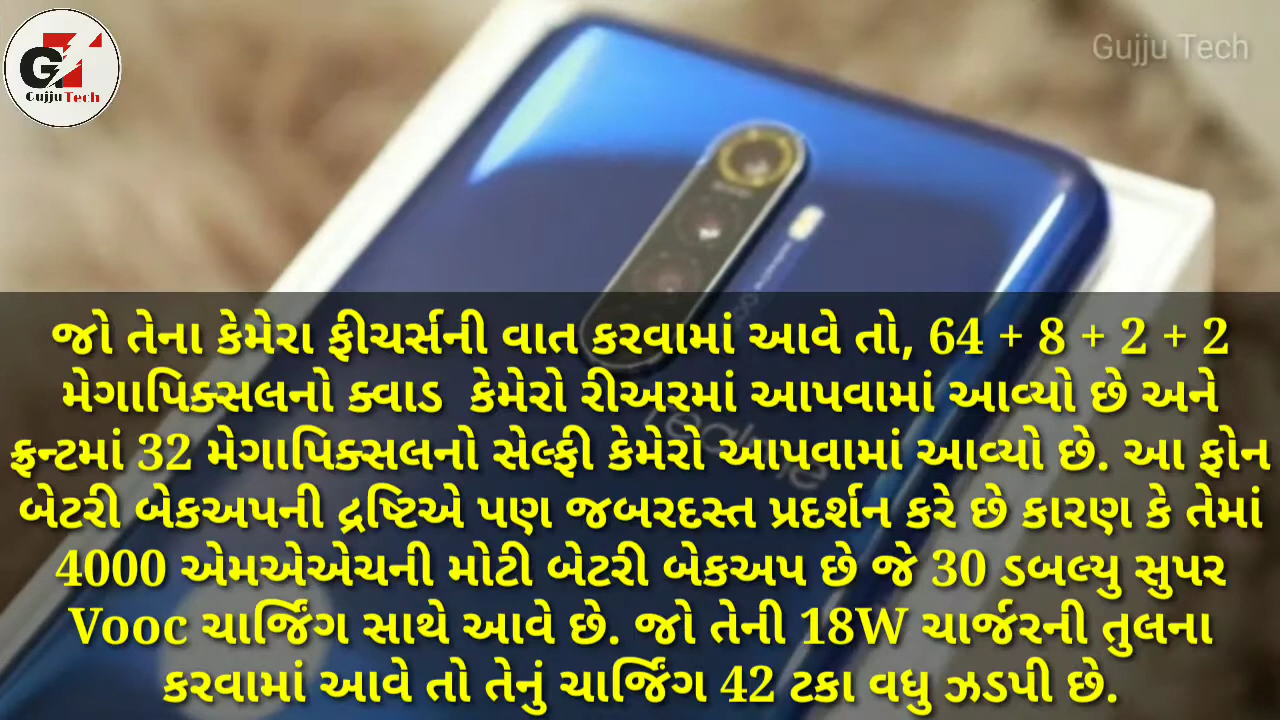 Gujju Tech
G
Gujju Tech
જો તેના કેમેરા ફીચર્સની વાત કરવામાં આવે તો, 64 + 8 + 2 + 2
મેગાપિક્સલનો ક્વાડ કેમેરો રીઅરમાં આપવામાં આવ્યો છે અને
ફ્રન્ટમાં 32 મેગાપિક્સલનો સેલ્ફી કેમેરો આપવામાં આવ્યો છે. આ ફોન
બેટરી બેકઅપની દ્રષ્ટિએ પણ જબરદસ્ત પ્રદર્શન કરે છે કારણ કે તેમાં
4000 એમએએચની મોટી બેટરી બેકઅપ છે જે 30 ડબલ્યુ સુપર
Vooc ચાર્જિંગ સાથે આવે છે. જો તેની 18W ચાર્જરની તુલના
કરવામાં આવે તો તેનું ચાર્જિંગ 42 ટકા વધુ ઝડપી છે.
realme